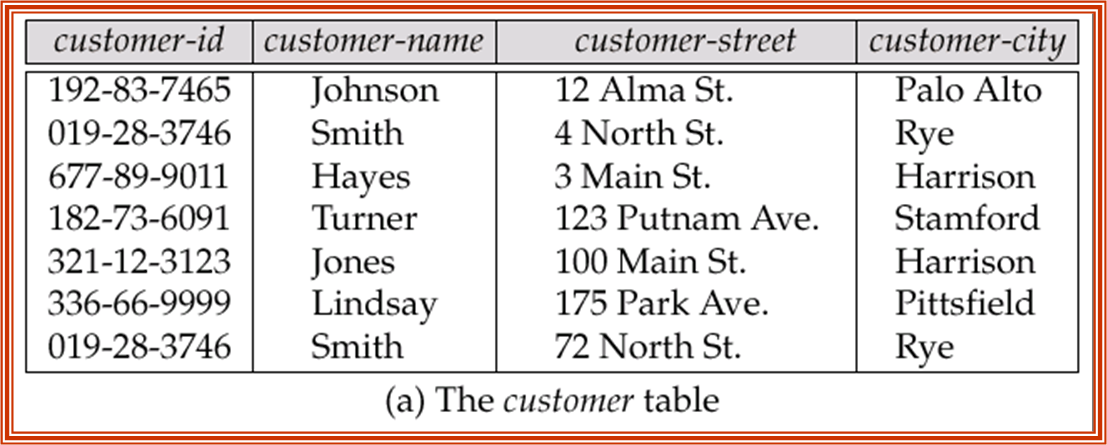 customer-id customer-name customer-street customer-city
192-83-7465 Johnson 12 Alma St. Palo Alto
019-28-3746 Smith 4 North St. Rye
677-89-9011 Hayes 3 Main St. Harrison
182-73-6091 Turner 123 Putnam Ave. Stamford
321-12-3123 Jones 100 Main St. Harrison
336-66-9999 Lindsay 175 Park Ave. Pittsfield
019-28-3746 Smith 72 North St. Rye
(a) The customer table